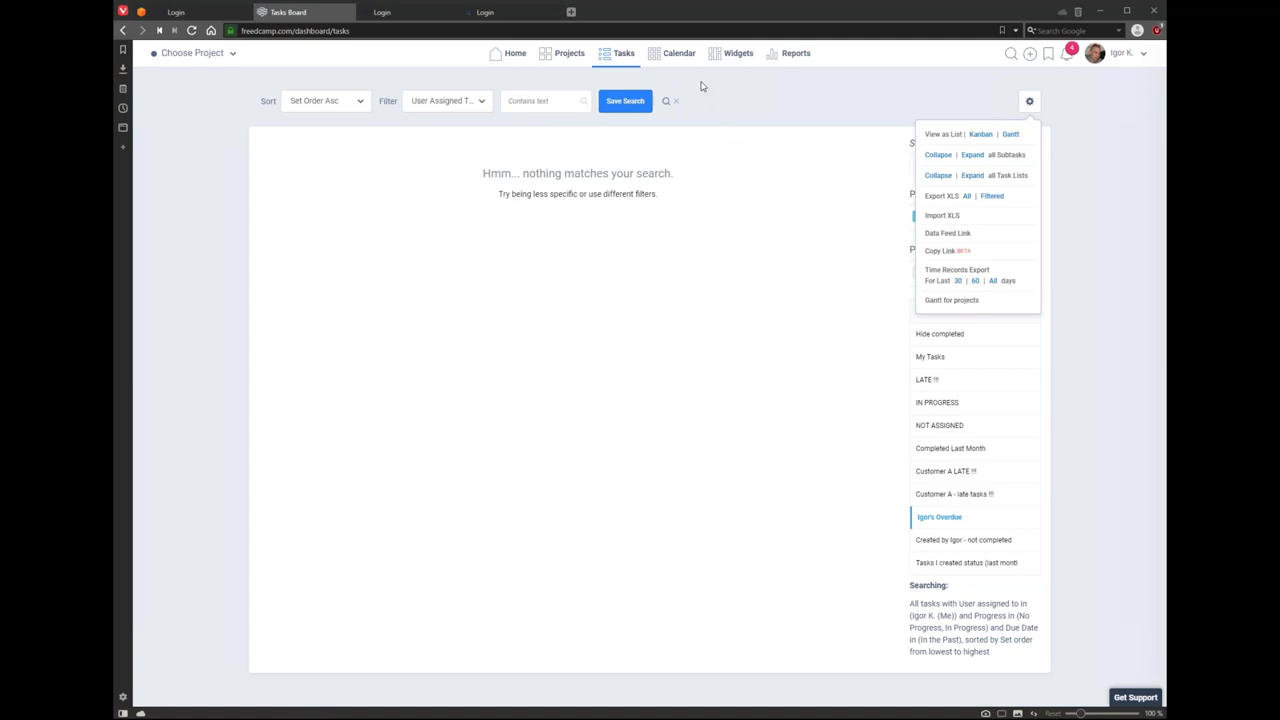 Login
Tasks Board
Login
Login
freedcamp.com/dashboard/tasks
Search Google
Choose Project
Home
Projects
Tasks
Calendar
Widgets
Reports
4
Igor K.
Sort
Set Order Asc
Filter
User Assigned T...
Contains text
Save Search
Hmm... nothing matches your search.
Try being less specific or use different filters.
View as List | Kanban | Gantt
Collapse | Expand all Subtasks
Collapse | Expand all Task Lists
Export XLS All | Filtered
Import XLS
Data Feed Link
Copy Link BETA
Time Records Export
For Last 30 | 60 | All days
Gantt for projects
Hide completed
My Tasks
LATE !!!
IN PROGRESS
NOT ASSIGNED
Completed Last Month
Customer A LATE !!!
Customer A - late tasks !!!
Igor's Overdue
Created by Igor - not completed
Tasks I created status (last month
Searching:
All tasks with User assigned to in
(Igor K. (Me)) and Progress in (No
Progress, In Progress) and Due Date
in (In the Past), sorted by Set order
from lowest to highest
Get Support
Reset
100 %